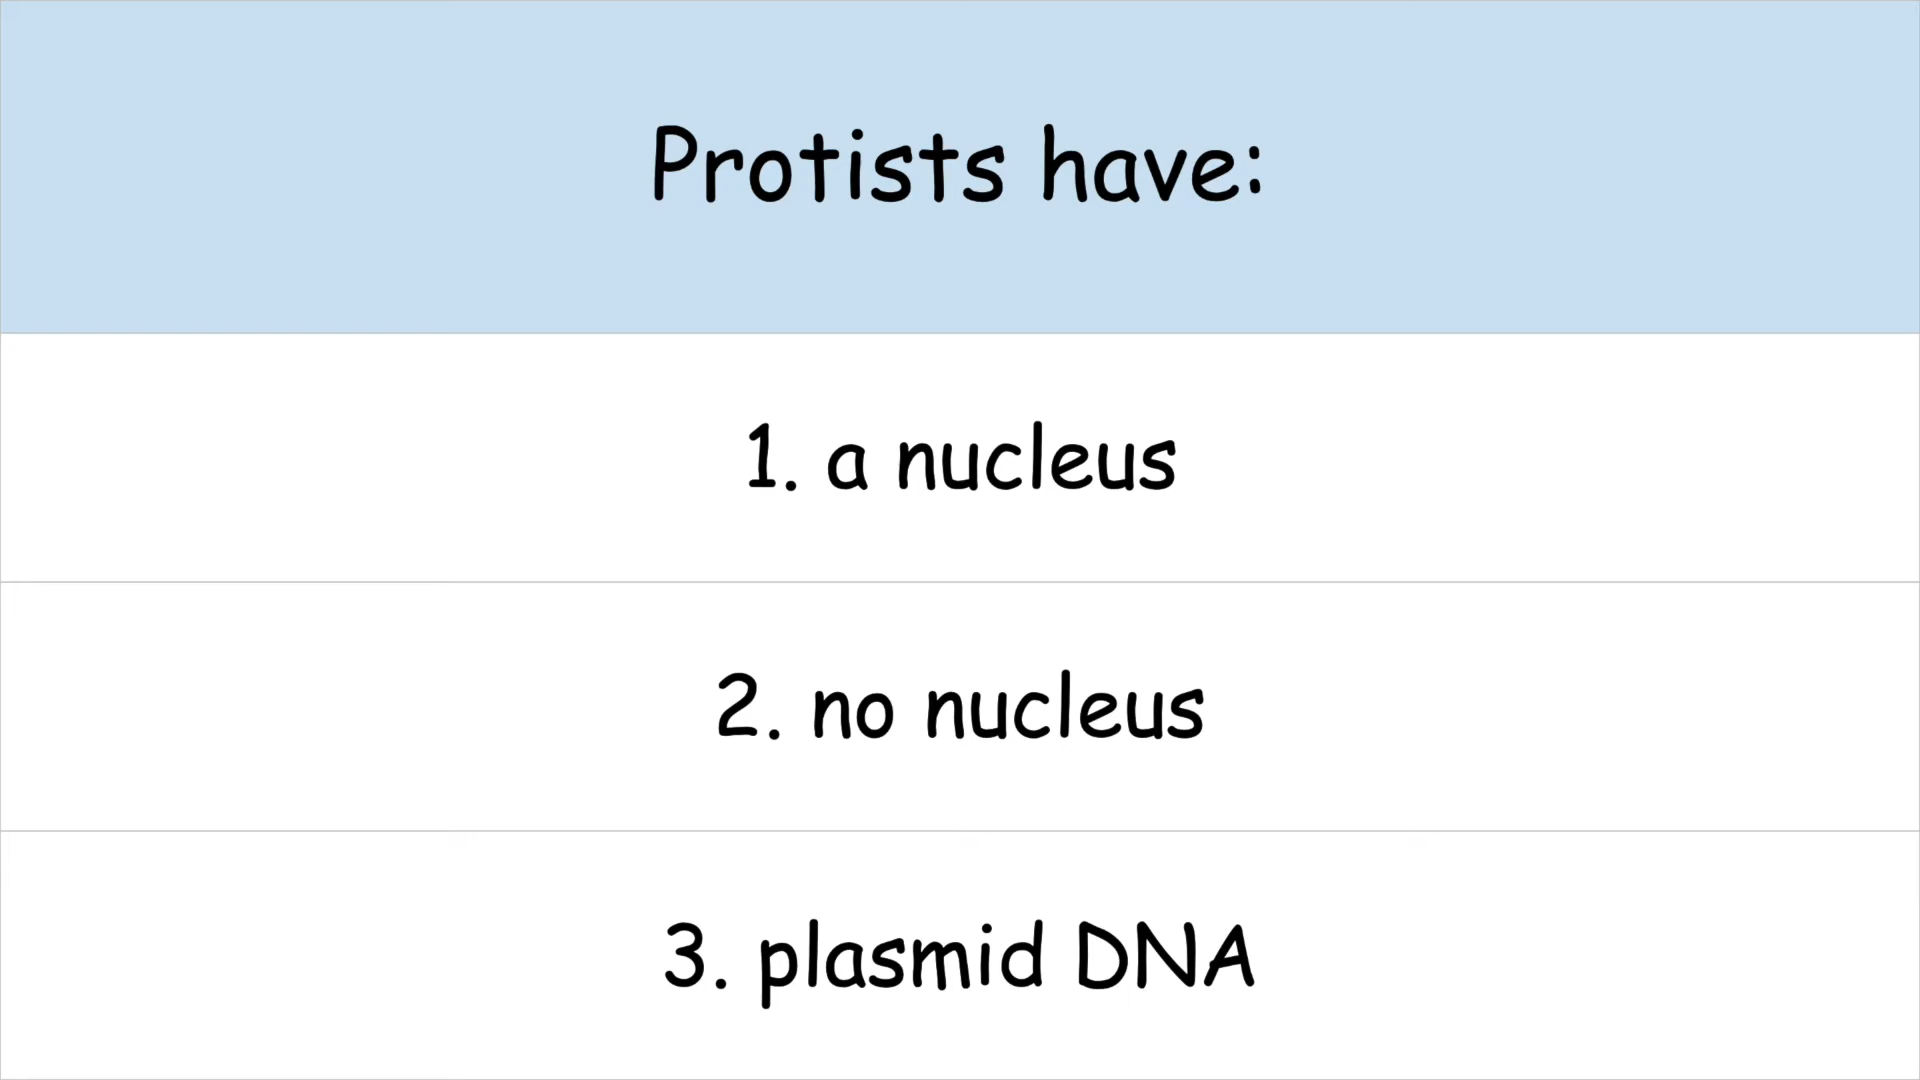 Protists have:
1. a nucleus
2. no nucleus
3. plasmid DNA